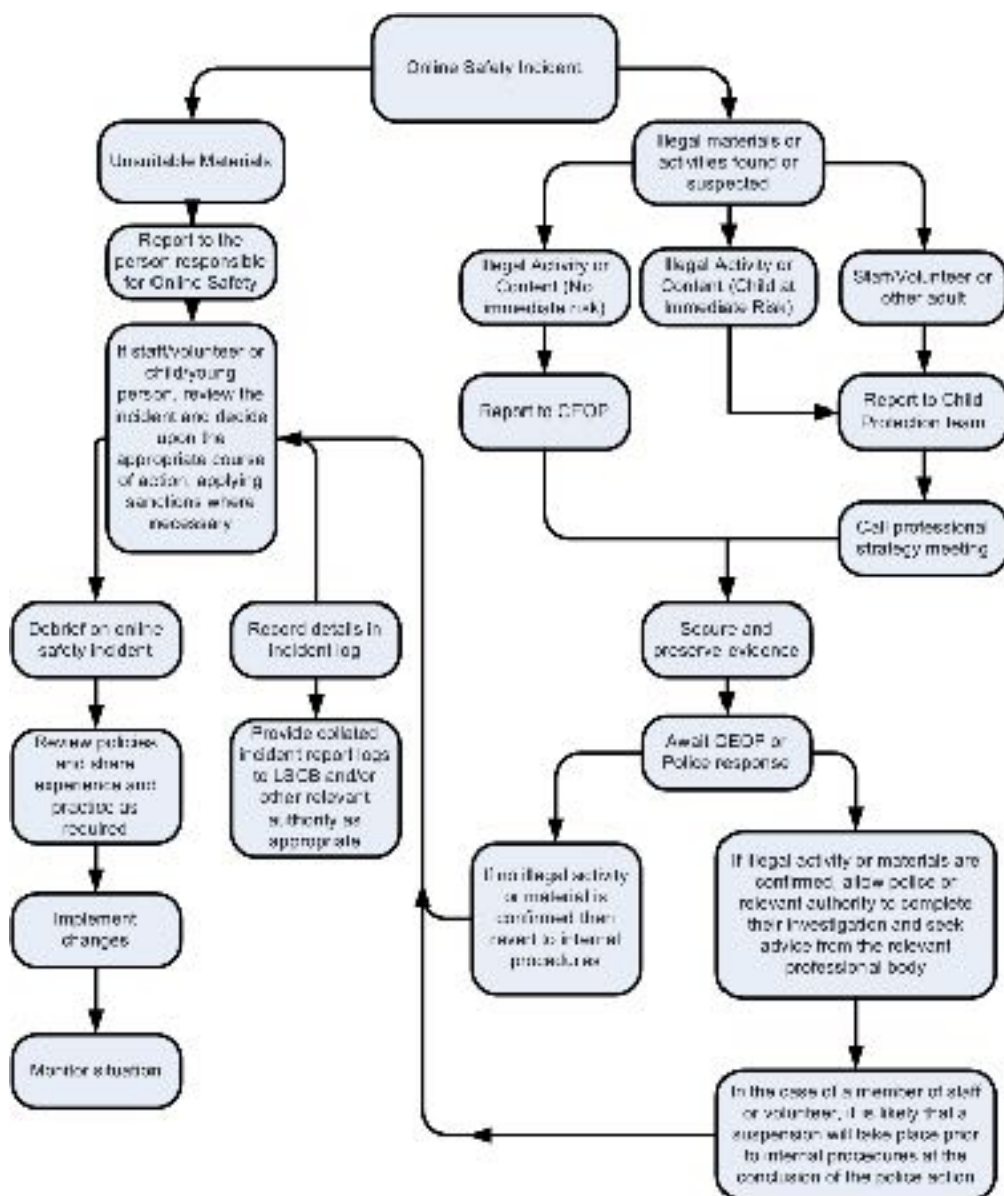 Online Safety Incident
Unsuitable Materials
Illegal materials or
activities found or
suspected
Report to the
person responsible
for Online Safety
Illegal Activity or
Content (No
immediate risk)
Illegal Activity or
Content (Child at
Immediate Risk)
Staff/Volunteer or
other adult
If staff/volunteer or
child/young
person, review the
incident and decide
upon the
appropriate course
of action, applying
sanctions where
necessary
Report to CEOP
Report to Child
Protection team
Call professional
strategy meeting
Debrief on online
safety incident
Record details in
incident log
Secure and
preserve evidence
Review policies
and share
experience and
practice as
required
Provide collated
incident report logs
to LSCB and/or
other relevant
authority as
appropriate
Await CEOP or
Police response
If no illegal activity
or material is
confirmed then
revert to internal
procedures
If illegal activity or materials are
confirmed, allow police or
relevant authority to complete
their investigation and seek
advice from the relevant
professional body
Implement
changes
Monitor situation
In the case of a member of staff
or volunteer, it is likely that a
suspension will take place prior
to internal procedures at the
conclusion of the police action